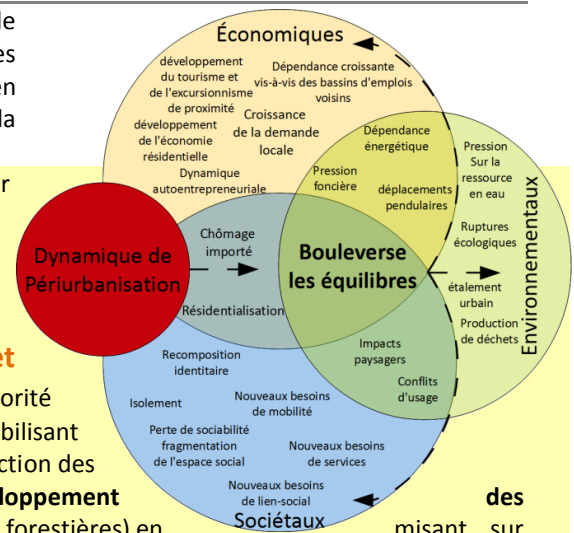 de
es
en
la
Économiques
développement
du tourisme et
de l'excursionnisme
de proximité
Dépendance croissante
vis-à-vis des bassins d'emplois
voisins
développement
de l'économie
résidentielle
Croissance
de la demande
locale
Dynamique
autoentrepreneuriale
Dépendance
énergétique
Pression
foncière
déplacements
pendulaires
Pression
Sur la
ressource
en eau
Ruptures
écologiques
étalement
urbain
Production
de déchets
Environnementaux
r
Dynamique de
Périurbanisation
Chômage
importé
Résidentialisation
Bouleverse
les équilibres
Impacts
paysagers
Conflits
d'usage
Recomposition
identitaire
Isolement
Nouveaux besoins
de mobilité
Perte de sociabilité
fragmentation
de l'espace social
Nouveaux besoins
de services
Nouveaux besoins
de lien-social
Sociétaux
et
orité
bilisant
ction des
eloppement des
forestières) en misant sur